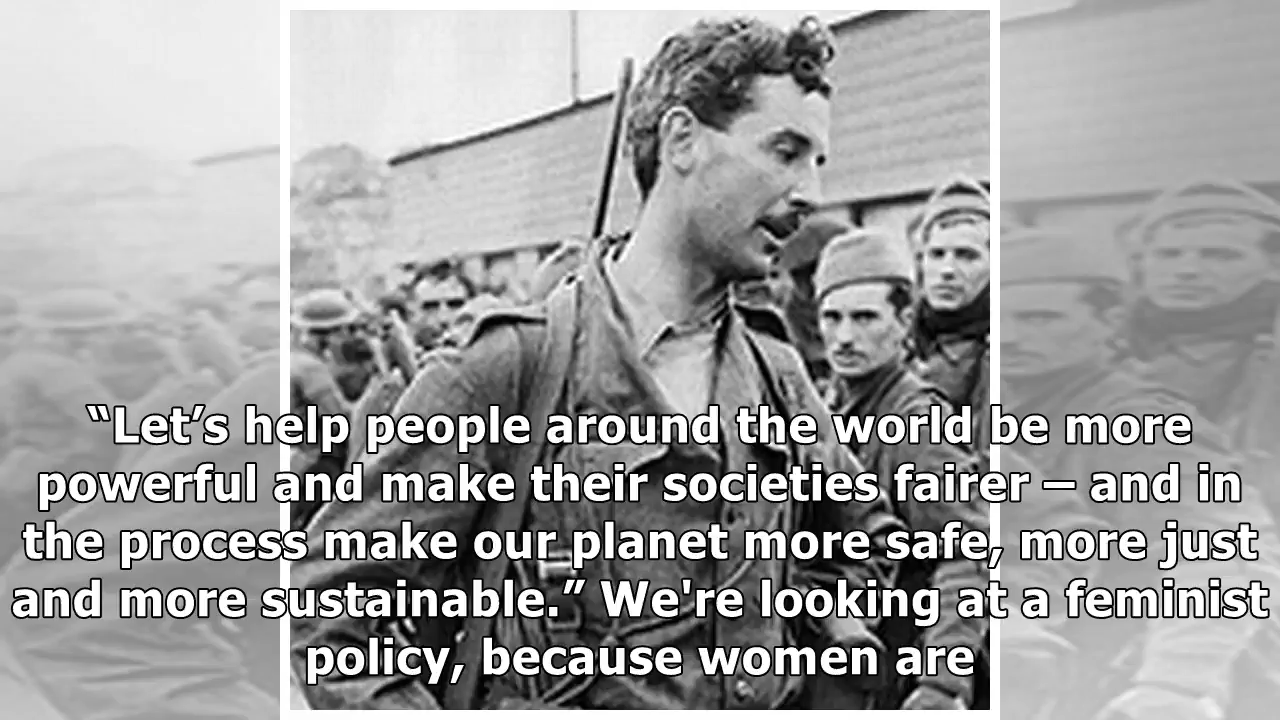 “Let’s help people around the world be more
powerful and make their societies fairer – and in
the process make our planet more safe, more just
and more sustainable.” We're looking at a feminist
policy, because women are